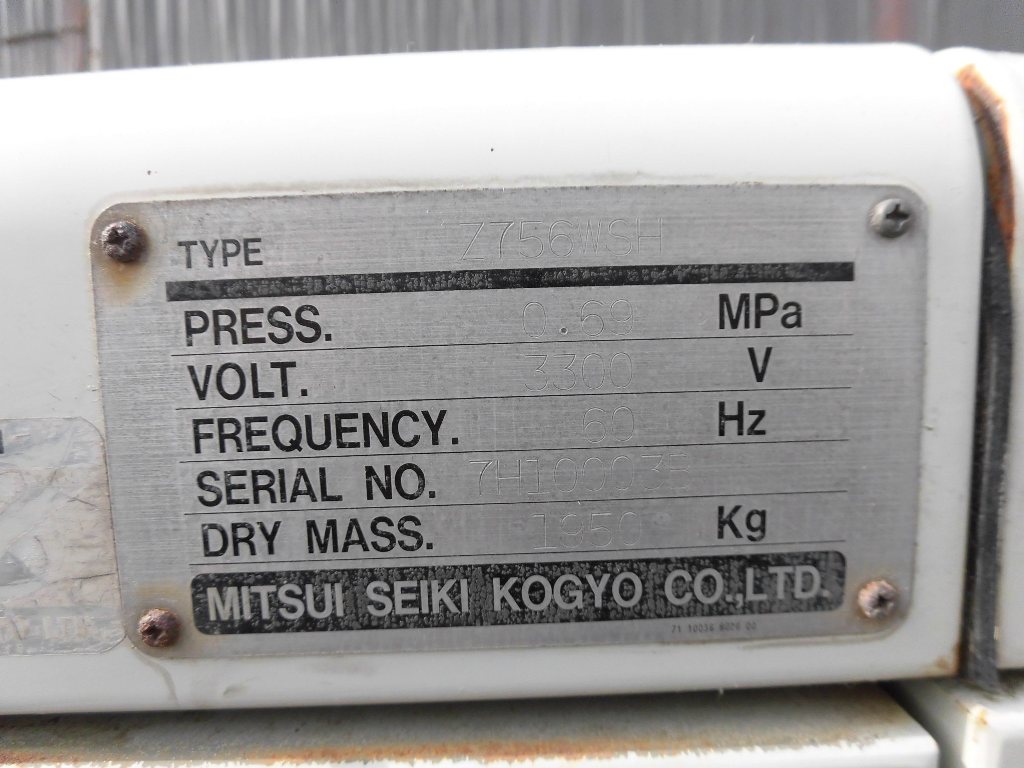 TYPE Z756WSH
PRESS. 0.69 MPa
VOLT. 3300 V
FREQUENCY. 60 Hz
SERIAL NO. 7H100035
DRY MASS. 1950 Kg
MITSUI SEIKI KOGYO CO.,LTD.